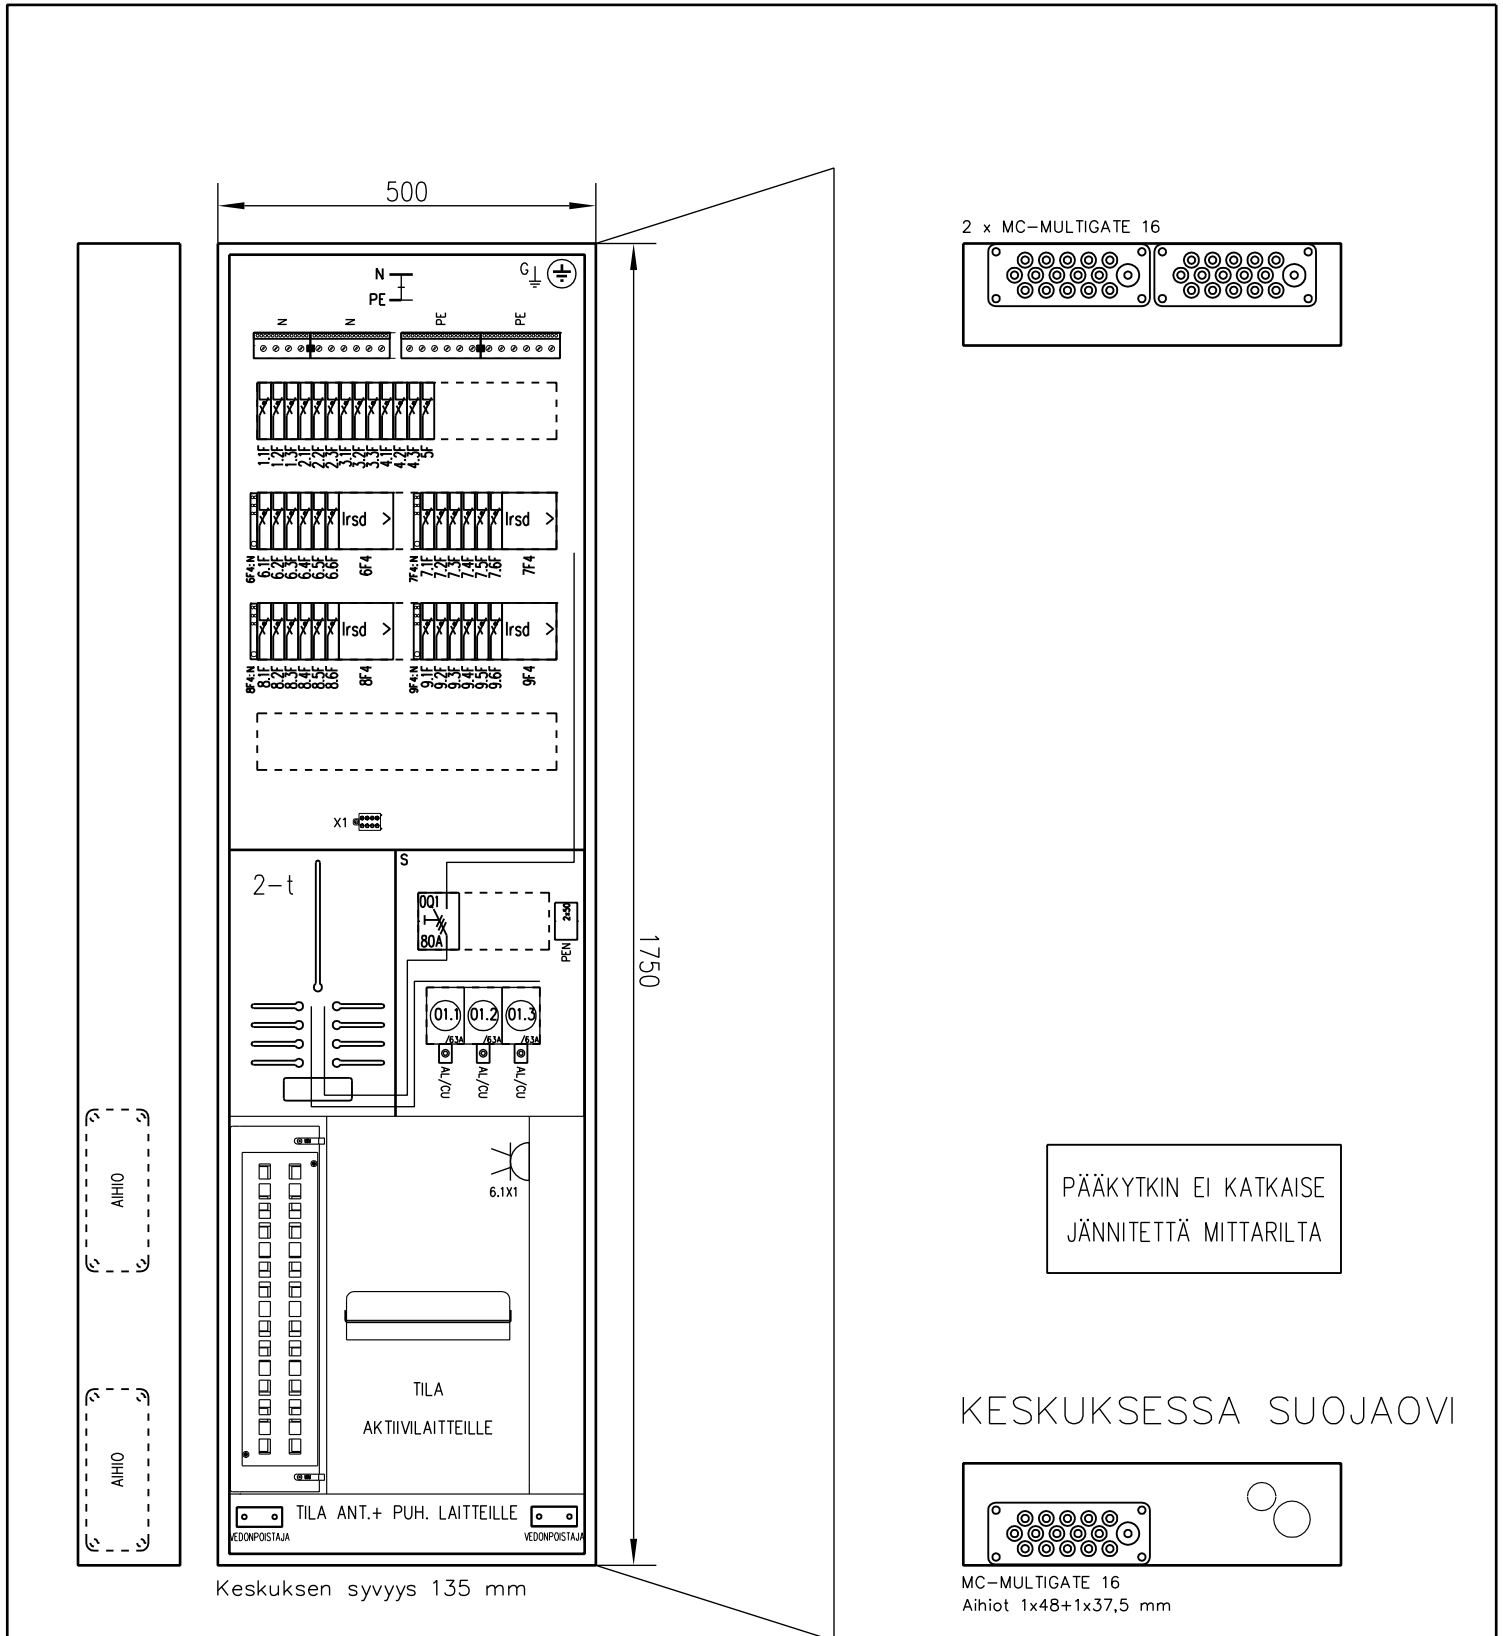 500
2 x MC-MULTIGATE 16
N
PE
G
N
N
PE
PE
1.1F
1.2F
1.3F
2.1F
2.2F
2.3F
3.1F
3.2F
3.3F
4.1F
4.2F
4.3F
5F
Irsd >
Irsd >
6F4:N
6.1F
6.2F
6.3F
6.4F
6.5F
6.6F
6F4
7F4:N
7.1F
7.2F
7.3F
7.4F
7.5F
7.6F
7F4
Irsd >
Irsd >
8F4:N
8.1F
8.2F
8.3F
8.4F
8.5F
8.6F
8F4
9F4:N
9.1F
9.2F
9.3F
9.4F
9.5F
9.6F
9F4
X1
S
2-t
0Q1
80A
2x50
PEN
1750
01.1
01.2
01.3
/63A
/63A
/63A
AL/CU
AL/CU
AL/CU
6.1X1
AIHIO
AIHIO
PÄÄKYTKIN EI KATKAISE
JÄNNITETTÄ MITTARILTA
TILA
AKTIIVILAITTEILLE
KESKUKSESSA SUOJAOVI
TILA ANT.+ PUH. LAITTEILLE
VEDONPOISTAJA
VEDONPOISTAJA
Keskuksen syvyys 135 mm
MC-MULTIGATE 16
Aihiot 1x48+1x37,5 mm